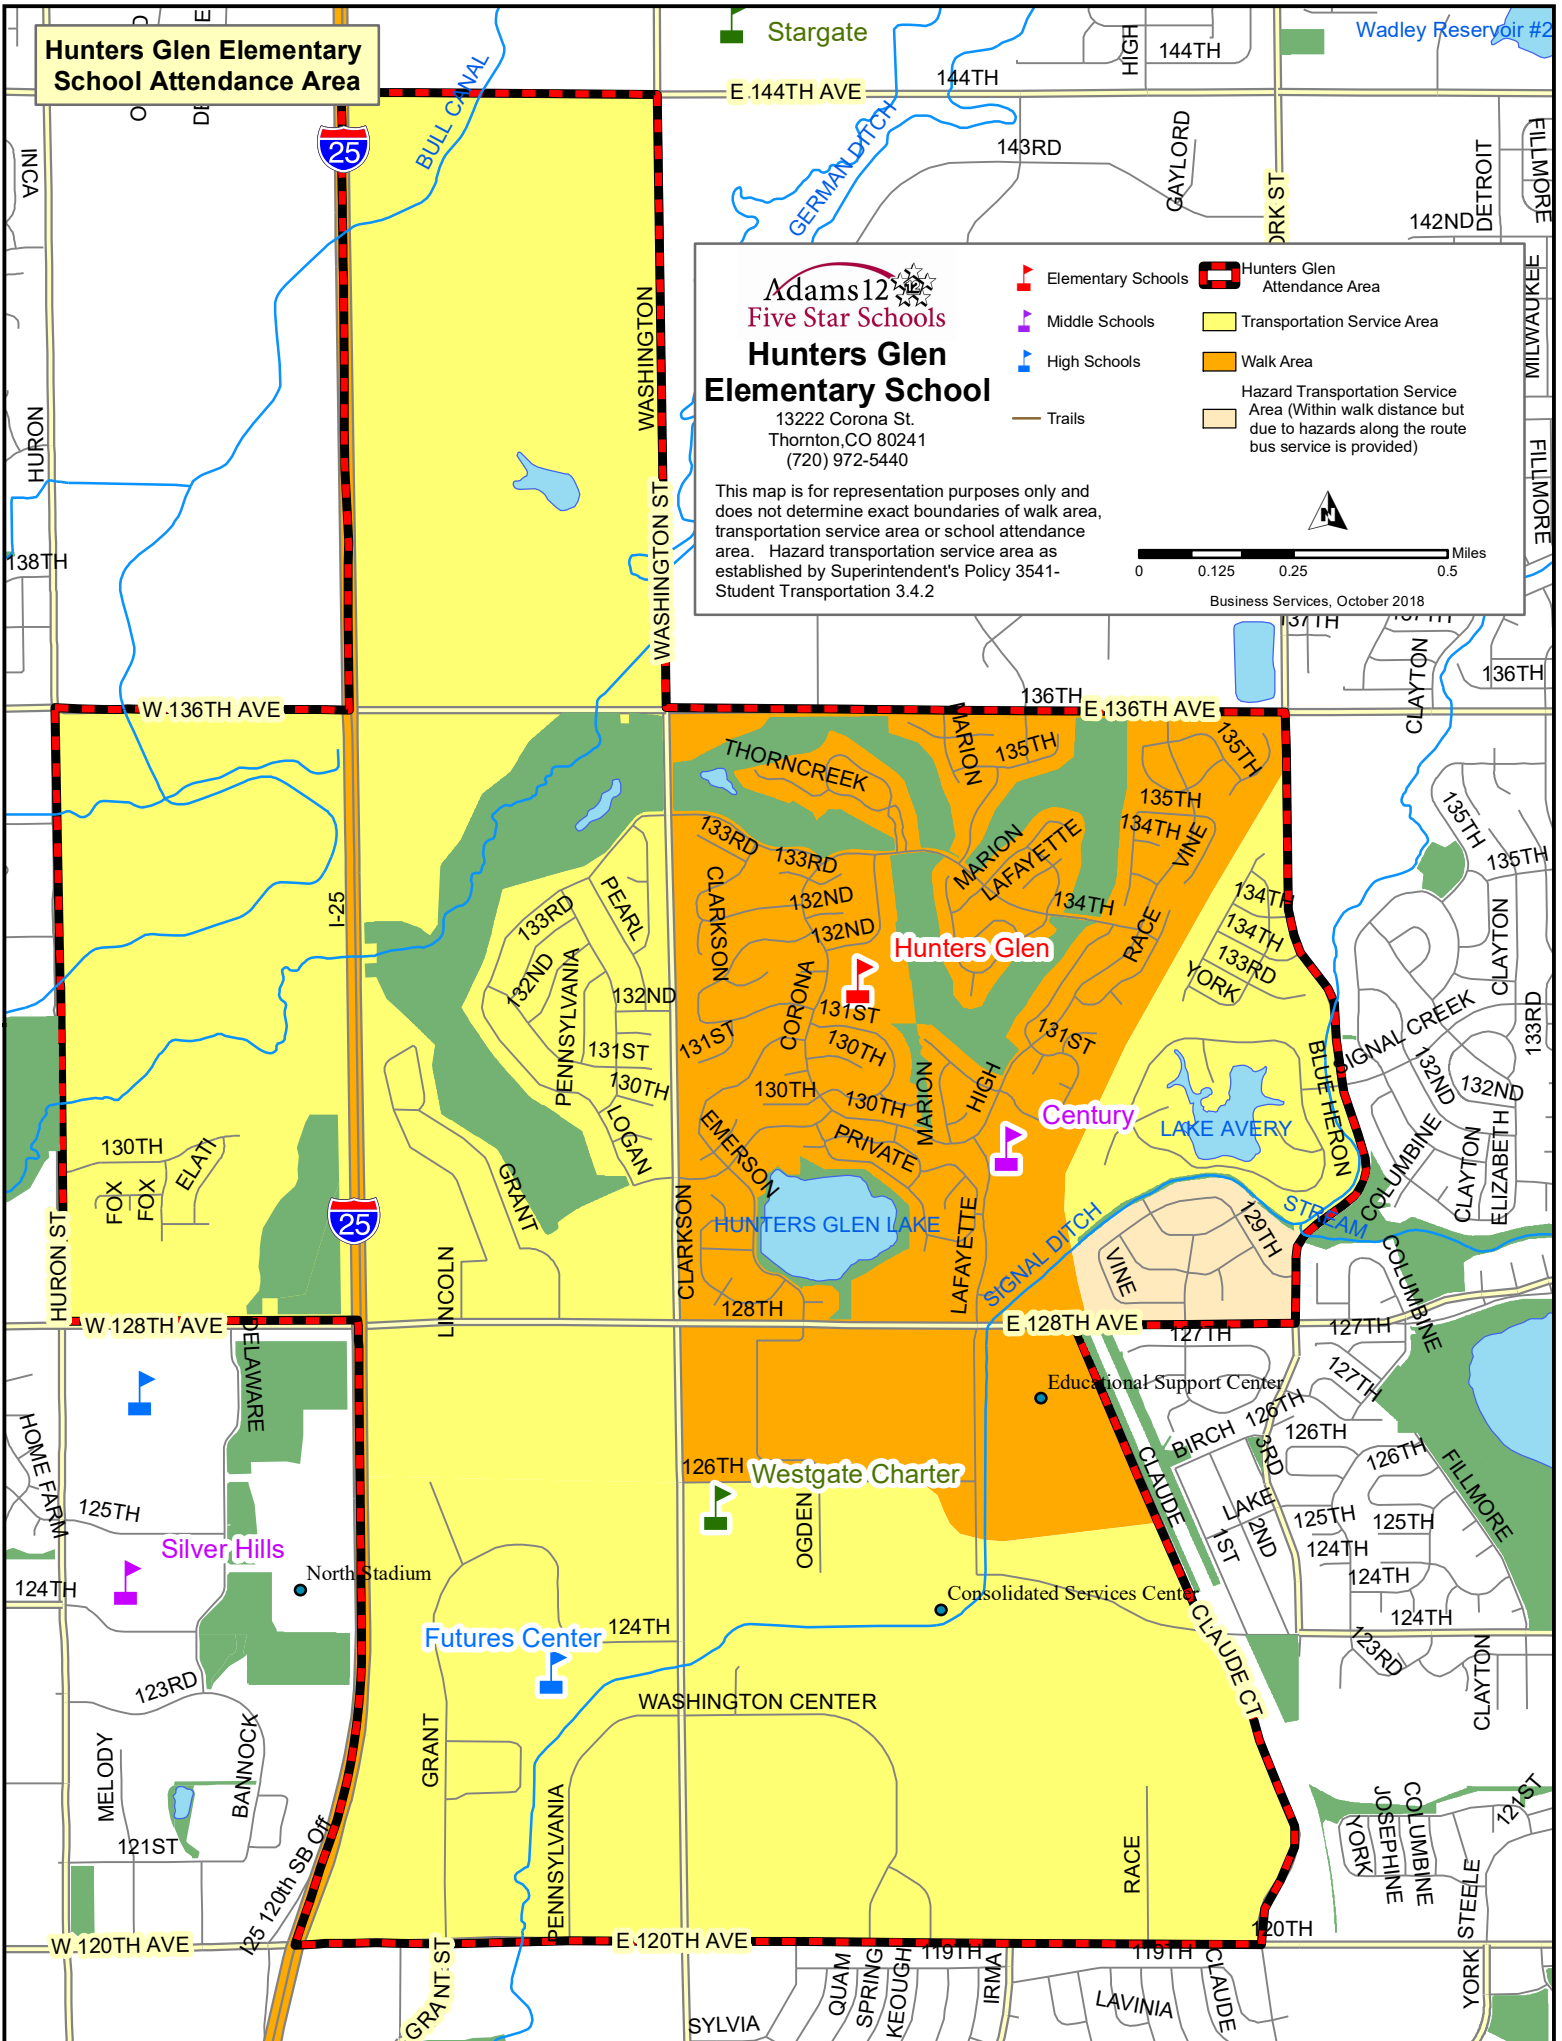 Hunters Glen Elementary
School Attendance Area
Stargate
Wadley Reservoir #2
HIGH
144TH
144TH
E 144TH AVE
25
BULL CANAL
GERMAN DITCH
143RD
GAYLORD
DETROIT
FILLMORE
142ND
INCA
HURON
138TH
WASHINGTON
WASHINGTON ST
MILWAUKEE
FILLMORE
Adams12
12
Five Star Schools
Hunters Glen
Elementary School
13222 Corona St.
Thornton,CO 80241
(720) 972-5440
Elementary Schools
Middle Schools
High Schools
Trails
Hunters Glen
Attendance Area
Transportation Service Area
Walk Area
Hazard Transportation Service
Area (Within walk distance but
due to hazards along the route
bus service is provided)
This map is for representation purposes only and
does not determine exact boundaries of walk area,
transportation service area or school attendance
area. Hazard transportation service area as
established by Superintendent's Policy 3541-
Student Transportation 3.4.2
N
Miles
0 0.125 0.25 0.5
Business Services, October 2018
CLAYTON
136TH
136TH
W 136TH AVE
E 136TH AVE
THORNCREEK
MARION
135TH
135TH
135TH
134TH
VINE
MARION
LAFAYETTE
134TH
133RD
133RD
132ND
132ND
CLARKSON
CORONA
Hunters Glen
RACE
134TH
134TH
133RD
YORK
135TH
135TH
CLAYTON
133RD
I-25
PEARL
133RD
132ND
PENNSYLVANIA
132ND
131ST
130TH
LOGAN
131ST
131ST
130TH
130TH
130TH
131ST
MARION
HIGH
PRIVATE
EMERSON
Century
LAKE AVERY
BLUE HERON
SIGNAL CREEK
132ND
132ND
COLUMBINE
CLAYTON
ELIZABETH
130TH
FOX
FOX
ELATI
25
GRANT
LINCOLN
CLARKSON
HUNTERS GLEN LAKE
LAFAYETTE
SIGNAL DITCH
STREAM
129TH
VINE
128TH
HURON ST
W 128TH AVE
E 128TH AVE
127TH
127TH
127TH
COLUMBINE
COLUMBINE
DELAWARE
HOME FARM
125TH
Silver Hills
124TH
North Stadium
Educational Support Center
126TH
126TH
126TH
BIRCH
3RD
LAKE
2ND
1ST
CLAUDE
125TH
125TH
124TH
124TH
124TH
FILLMORE
126TH
Westgate Charter
OGDEN
Consolidated Services Center
Futures Center
124TH
CLAUDE CT
123RD
CLAYTON
123RD
WASHINGTON CENTER
MELODY
BANNOCK
121ST
GRANT
PENNSYLVANIA
RACE
YORK
JOSEPHINE
COLUMBINE
121ST
STEELE
I25 120th SB Off
W 120TH AVE
E 120TH AVE
120TH
GRANT ST
119TH
119TH
QUAM
SPRING
KEOUGH
IRMA
CLAUDE
LAVINIA
SYLVIA
YORK